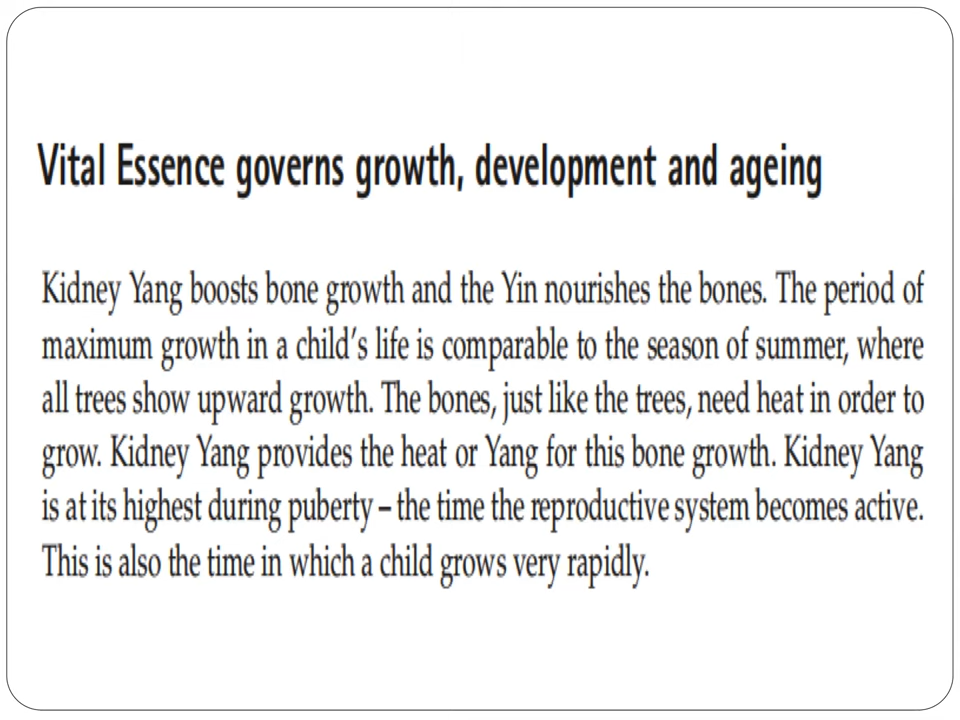 Vital Essence governs growth, development and ageing
Kidney Yang boosts bone growth and the Yin nourishes the bones. The period of
maximum growth in a child's life is comparable to the season of summer, where
all trees show upward growth. The bones, just like the trees, need heat in order to
grow. Kidney Yang provides the heat or Yang for this bone growth. Kidney Yang
is at its highest during puberty – the time the reproductive system becomes active.
This is also the time in which a child grows very rapidly.